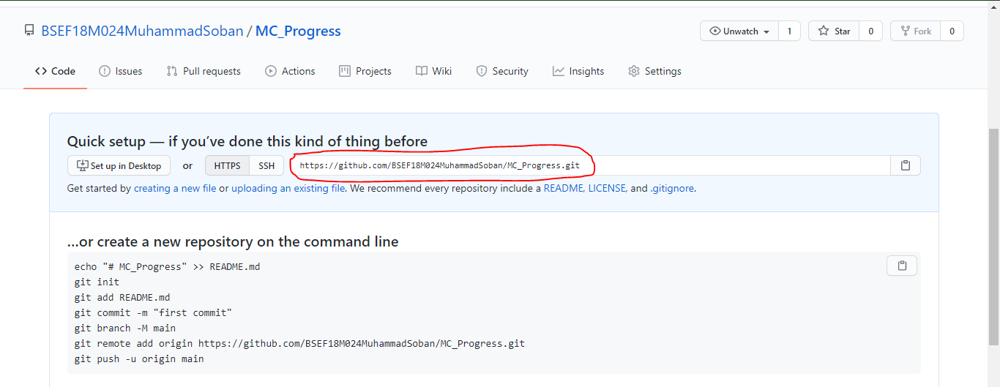 BSEF18M024MuhammadSoban / MC_Progress
Unwatch 1 Star 0 Fork 0
Code Issues Pull requests Actions Projects Wiki Security Insights Settings
Quick setup — if you’ve done this kind of thing before
Set up in Desktop or HTTPS SSH https://github.com/BSEF18M024MuhammadSoban/MC_Progress.git
Get started by creating a new file or uploading an existing file. We recommend every repository include a README, LICENSE, and .gitignore.
…or create a new repository on the command line
echo "# MC_Progress" >> README.md
git init
git add README.md
git commit -m "first commit"
git branch -M main
git remote add origin https://github.com/BSEF18M024MuhammadSoban/MC_Progress.git
git push -u origin main